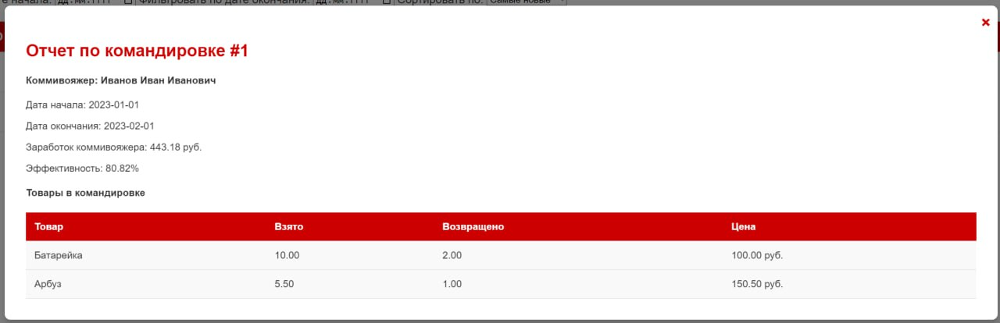 е начала: дд.мм.гггг Фильтровать по дате окончания: дд.мм.гггг Сортировать по: Самые новые
Отчет по командировке #1
Коммивояжер: Иванов Иван Иванович
Дата начала: 2023-01-01
Дата окончания: 2023-02-01
Заработок коммивояжера: 443.18 руб.
Эффективность: 80.82%
Товары в командировке
Товар Взято Возвращено Цена
Батарейка 10.00 2.00 100.00 руб.
Арбуз 5.50 1.00 150.50 руб.